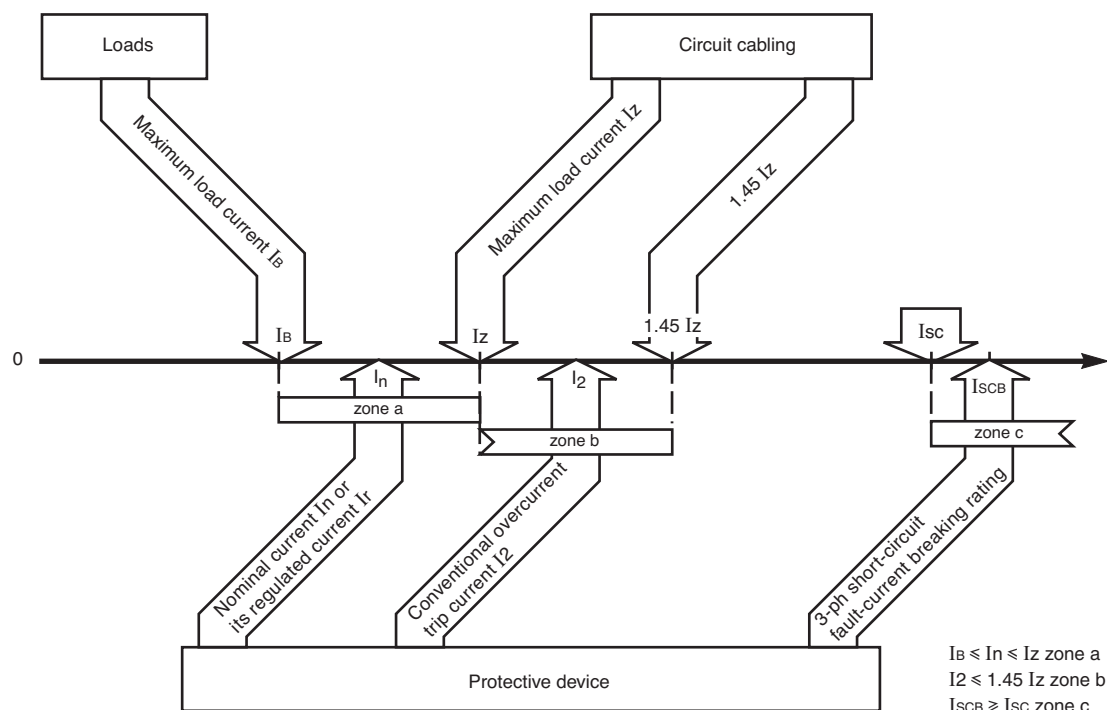 Loads
Circuit cabling
Maximum load current IB
Maximum load current Iz
1.45 Iz
IB
Iz
1.45 Iz
Isc
0
In
I2
ISCB
zone a
zone b
zone c
Nominal current In or
its regulated current Ir
Conventional overcurrent
trip current I2
3-ph short-circuit
fault-current breaking rating
Protective device
IB ⩽ In ⩽ Iz zone a
I2 ⩽ 1.45 Iz zone b
ISCB ⩾ ISC zone c